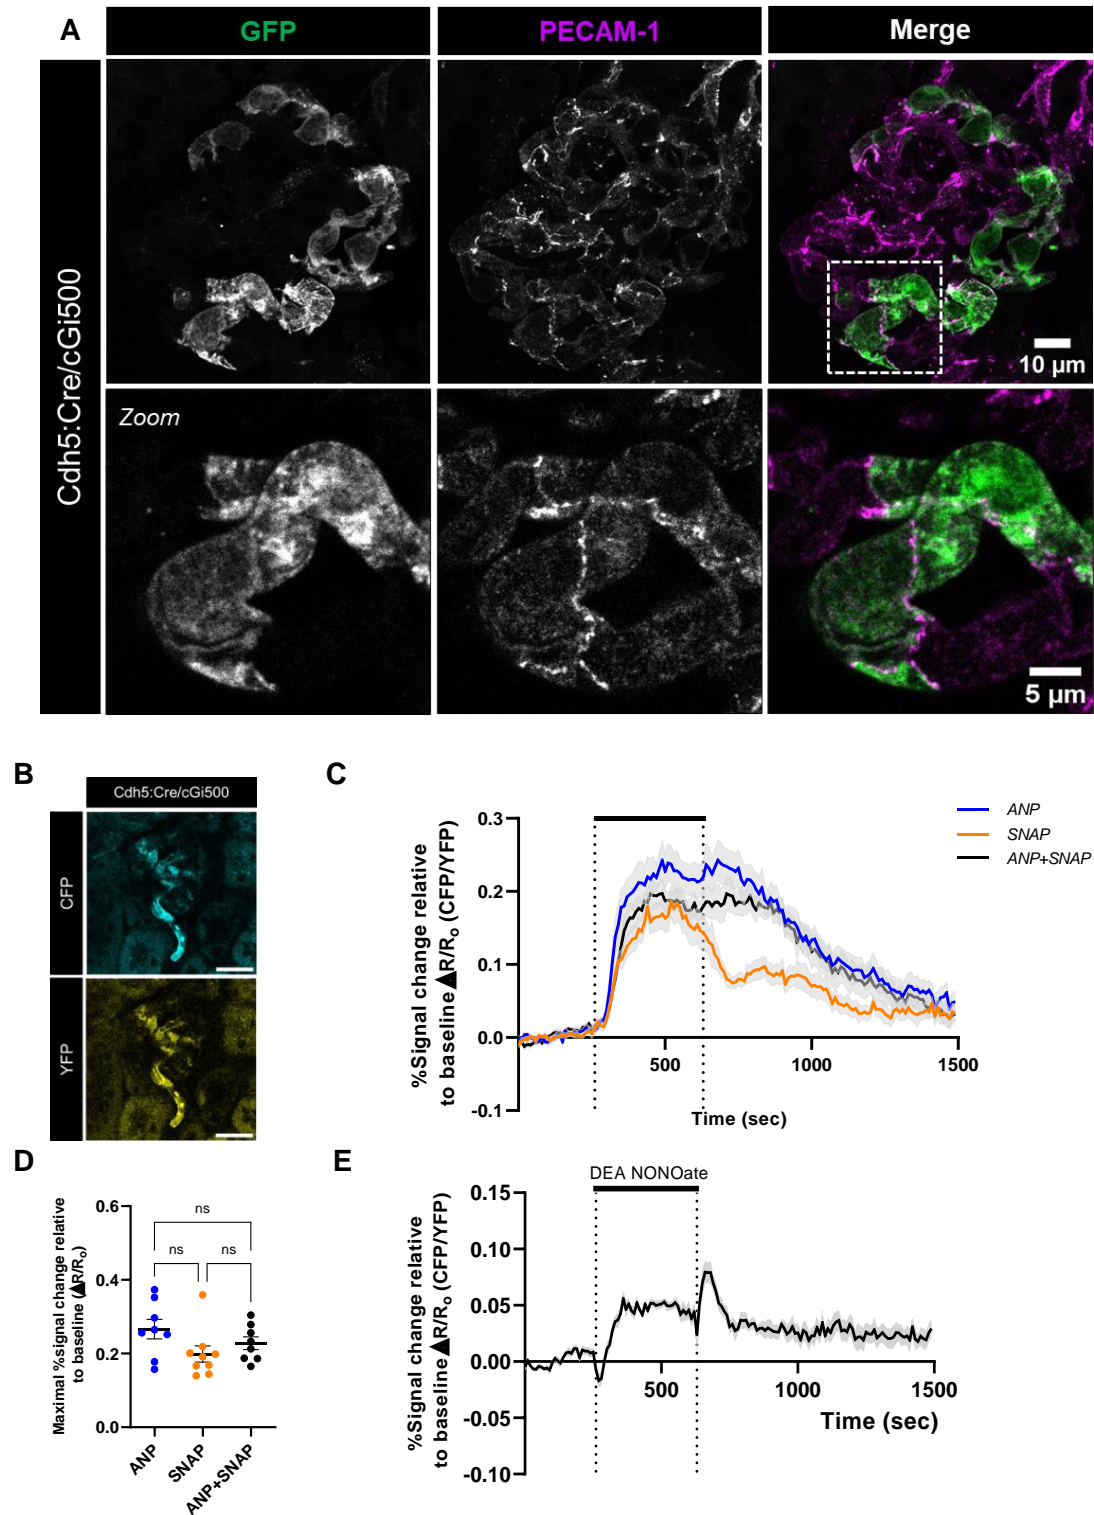 A
GFP
PECAM-1
Merge
Cdh5:Cre/cGi500
10 µm
Zoom
5 µm
B
Cdh5:Cre/cGi500
CFP
YFP
C
%Signal change relative
to baseline ▲R/Ro (CFP/YFP)
0.3
0.2
0.1
0.0
-0.1
500
1000
1500
Time (sec)
ANP
SNAP
ANP+SNAP
D
Maximal %signal change relative
to baseline (▲R/Ro)
0.6
0.4
0.2
0.0
ns
ns
ns
ANP
SNAP
ANP+SNAP
E
DEA NONOate
%Signal change relative
to baseline ▲R/Ro (CFP/YFP)
0.15
0.10
0.05
0.00
-0.05
-0.10
500
1000
1500
Time (sec)